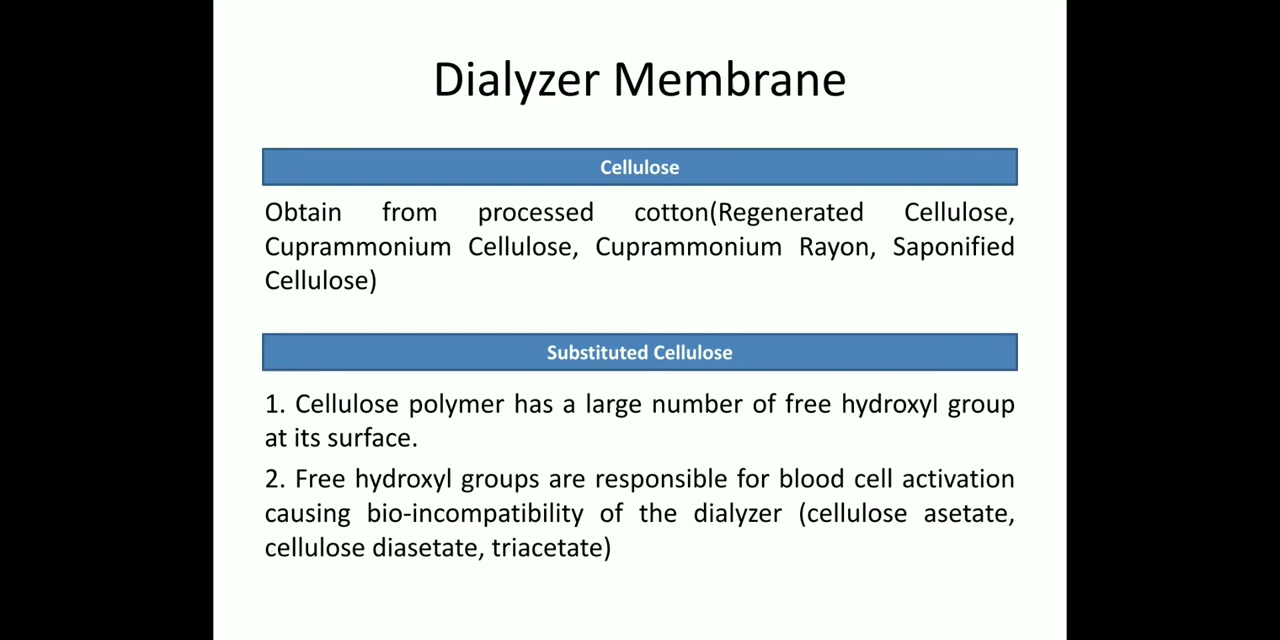 Dialyzer Membrane
Cellulose
Obtain from processed cotton(Regenerated Cellulose,
Cuprammonium Cellulose, Cuprammonium Rayon, Saponified
Cellulose)
Substituted Cellulose
1. Cellulose polymer has a large number of free hydroxyl group
at its surface.
2. Free hydroxyl groups are responsible for blood cell activation
causing bio-incompatibility of the dialyzer (cellulose asetate,
cellulose diasetate, triacetate)